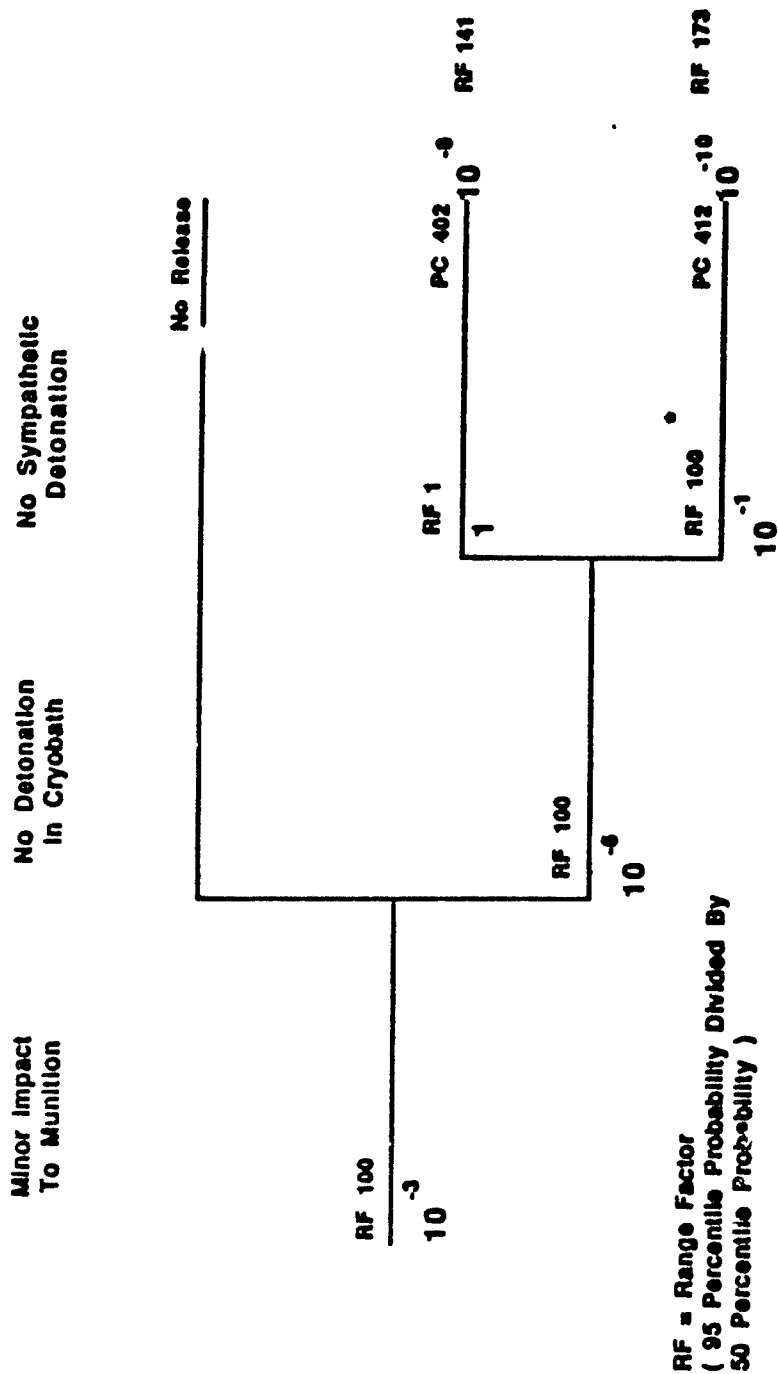 Minor Impact
To Munition
No Detonation
In Cryobath
No Sympathetic
Detonation
No Release
RF 100
10⁻³
RF 100
10⁻⁶
RF 1
1
PC 402
10⁻⁹
RF 141
RF 100
10⁻¹
PC 412
10⁻¹⁰
RF 173
RF = Range Factor
( 95 Percentile Probability Divided By
50 Percentile Probability )